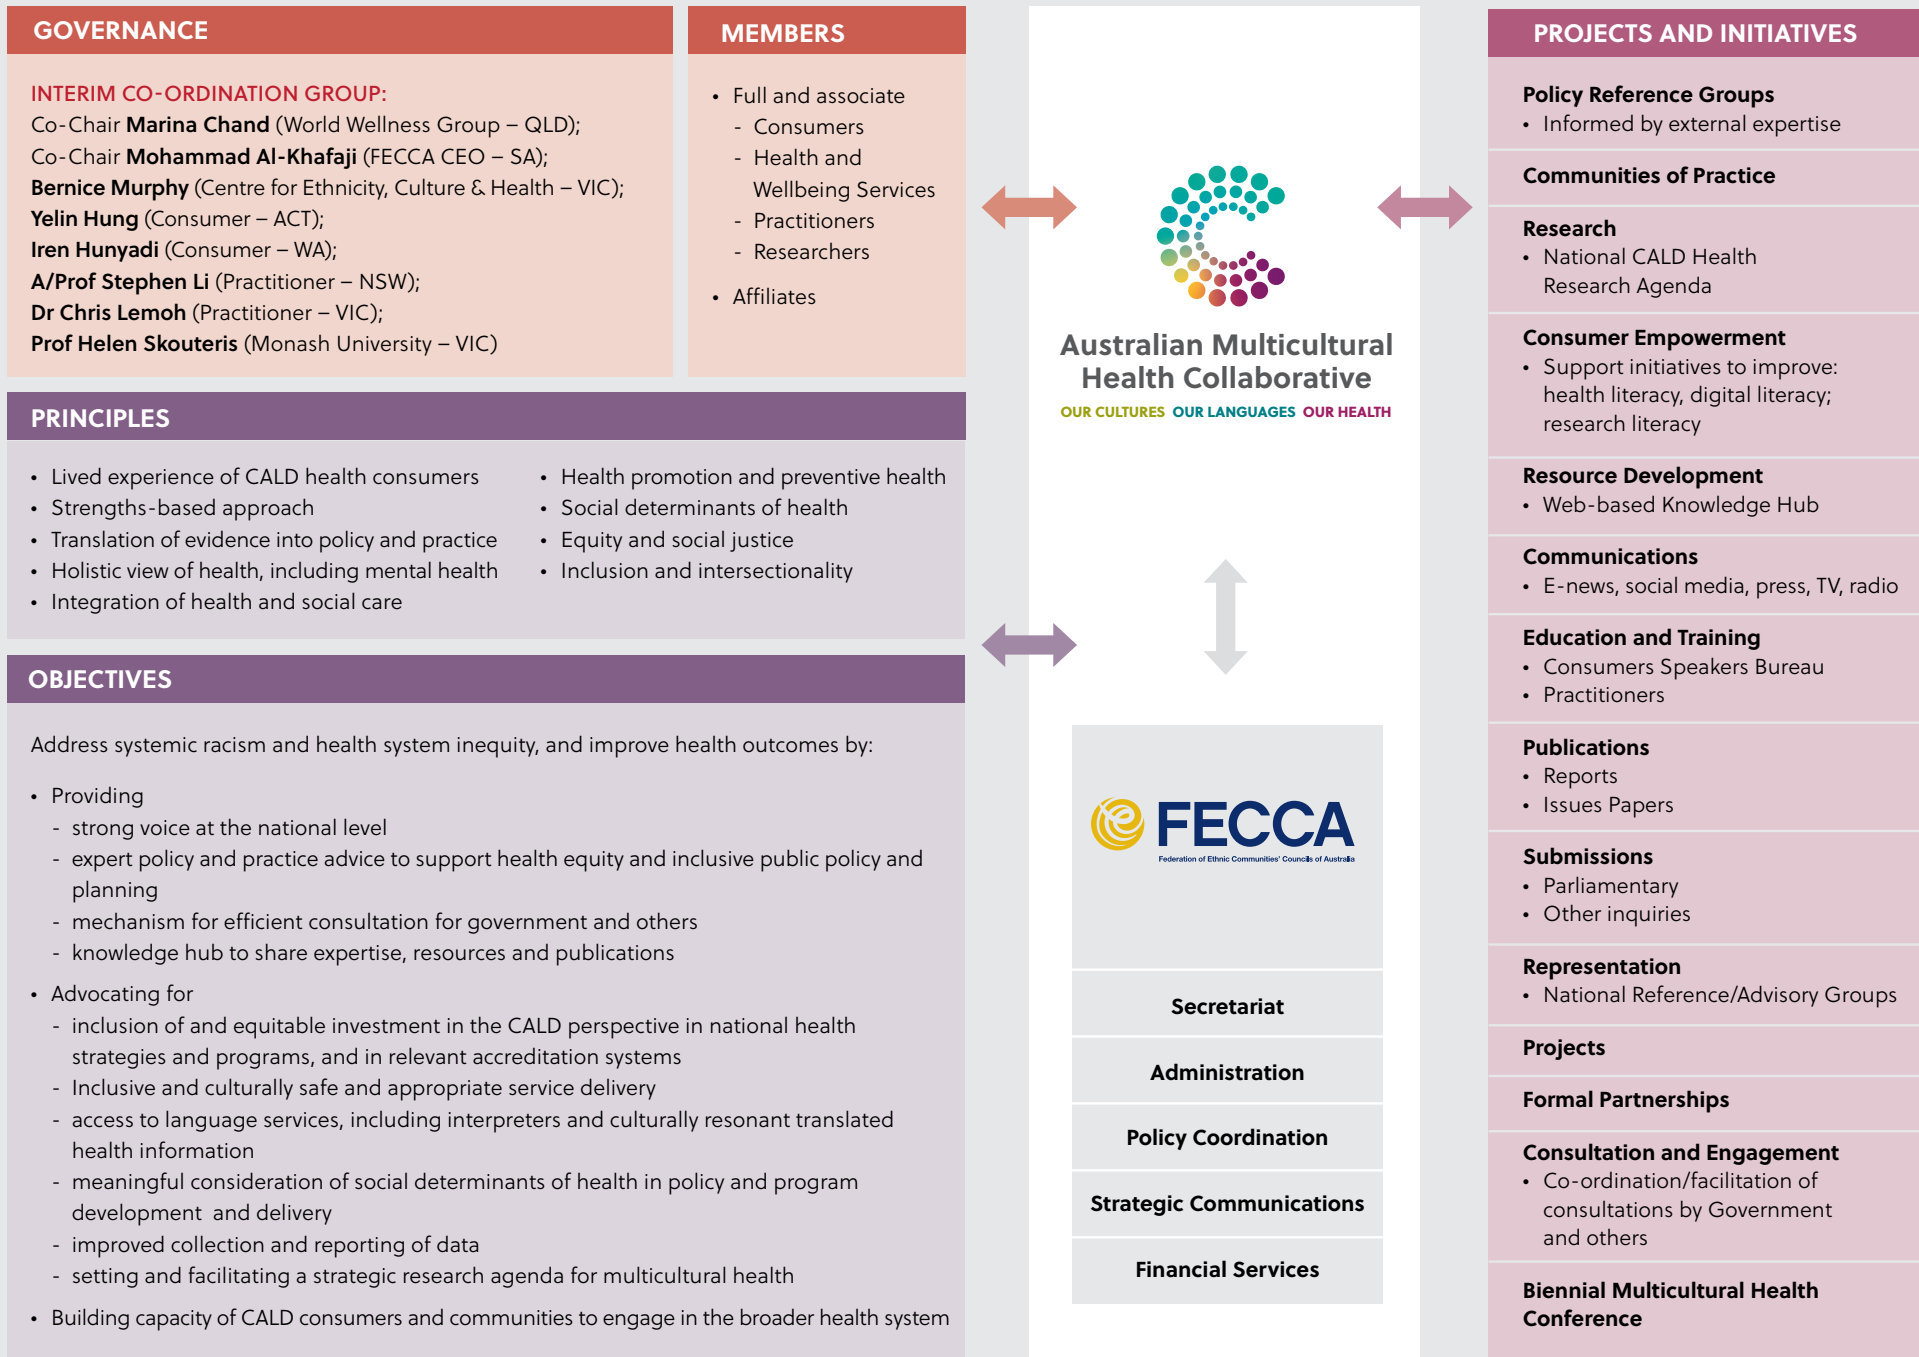 GOVERNANCE
INTERIM CO-ORDINATION GROUP:
Co-Chair Marina Chand (World Wellness Group – QLD);
Co-Chair Mohammad Al-Khafaji (FECCA CEO – SA);
Bernice Murphy (Centre for Ethnicity, Culture & Health – VIC);
Yelin Hung (Consumer – ACT);
Iren Hunyadi (Consumer – WA);
A/Prof Stephen Li (Practitioner – NSW);
Dr Chris Lemoh (Practitioner – VIC);
Prof Helen Skouteris (Monash University – VIC)
MEMBERS
• Full and associate
- Consumers
- Health and
Wellbeing Services
- Practitioners
- Researchers
• Affiliates
PRINCIPLES
• Lived experience of CALD health consumers
• Strengths-based approach
• Translation of evidence into policy and practice
• Holistic view of health, including mental health
• Integration of health and social care
• Health promotion and preventive health
• Social determinants of health
• Equity and social justice
• Inclusion and intersectionality
OBJECTIVES
Address systemic racism and health system inequity, and improve health outcomes by:
• Providing
- strong voice at the national level
- expert policy and practice advice to support health equity and inclusive public policy and
planning
- mechanism for efficient consultation for government and others
- knowledge hub to share expertise, resources and publications
• Advocating for
- inclusion of and equitable investment in the CALD perspective in national health
strategies and programs, and in relevant accreditation systems
- Inclusive and culturally safe and appropriate service delivery
- access to language services, including interpreters and culturally resonant translated
health information
- meaningful consideration of social determinants of health in policy and program
development and delivery
- improved collection and reporting of data
- setting and facilitating a strategic research agenda for multicultural health
• Building capacity of CALD consumers and communities to engage in the broader health system
Australian Multicultural
Health Collaborative
OUR CULTURES OUR LANGUAGES OUR HEALTH
FECCA
Federation of Ethnic Communities' Councils of Australia
Secretariat
Administration
Policy Coordination
Strategic Communications
Financial Services
PROJECTS AND INITIATIVES
Policy Reference Groups
• Informed by external expertise
Communities of Practice
Research
• National CALD Health
Research Agenda
Consumer Empowerment
• Support initiatives to improve:
health literacy, digital literacy;
research literacy
Resource Development
• Web-based Knowledge Hub
Communications
• E-news, social media, press, TV, radio
Education and Training
• Consumers Speakers Bureau
• Practitioners
Publications
• Reports
• Issues Papers
Submissions
• Parliamentary
• Other inquiries
Representation
• National Reference/Advisory Groups
Projects
Formal Partnerships
Consultation and Engagement
• Co-ordination/facilitation of
consultations by Government
and others
Biennial Multicultural Health
Conference